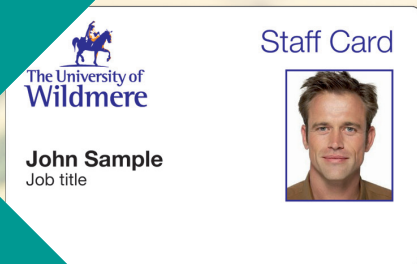 The University of
Wildmere
Staff Card
John Sample
Job title